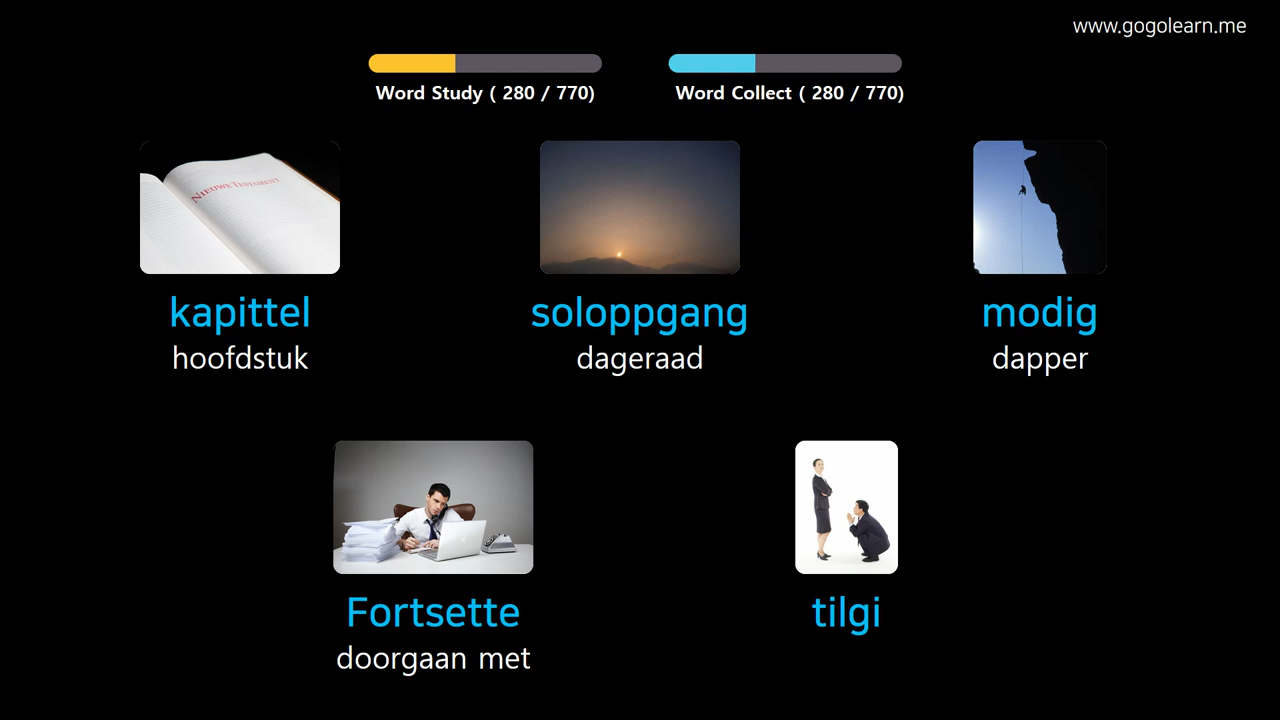 www.gogolearn.me
Word Study ( 280 / 770)
Word Collect ( 280 / 770)
NIEUWE TESTAMENT
kapittel
hoofdstuk
soloppgang
dageraad
modig
dapper
Fortsette
doorgaan met
tilgi